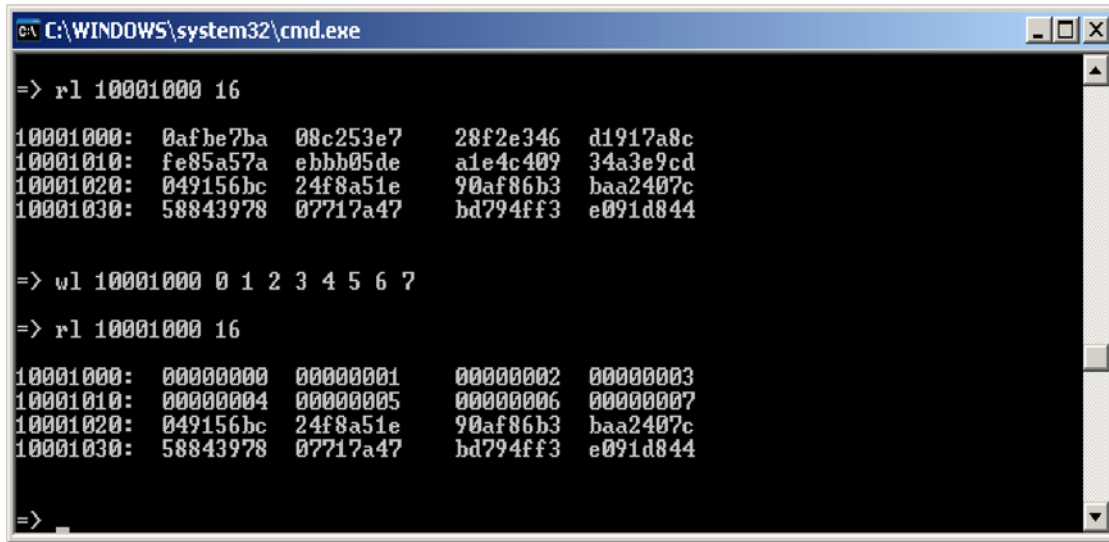 C:\WINDOWS\system32\cmd.exe
=> rl 10001000 16
10001000:  0afbe7ba  08c253e7    28f2e346  d1917a8c
10001010:  fe85a57a  ebbb05de    a1e4c409  34a3e9cd
10001020:  049156bc  24f8a51e    90af86b3  baa2407c
10001030:  58843978  07717a47    bd794ff3  e091d844
=> wl 10001000 0 1 2 3 4 5 6 7
=> rl 10001000 16
10001000:  00000000  00000001    00000002  00000003
10001010:  00000004  00000005    00000006  00000007
10001020:  049156bc  24f8a51e    90af86b3  baa2407c
10001030:  58843978  07717a47    bd794ff3  e091d844
=> _